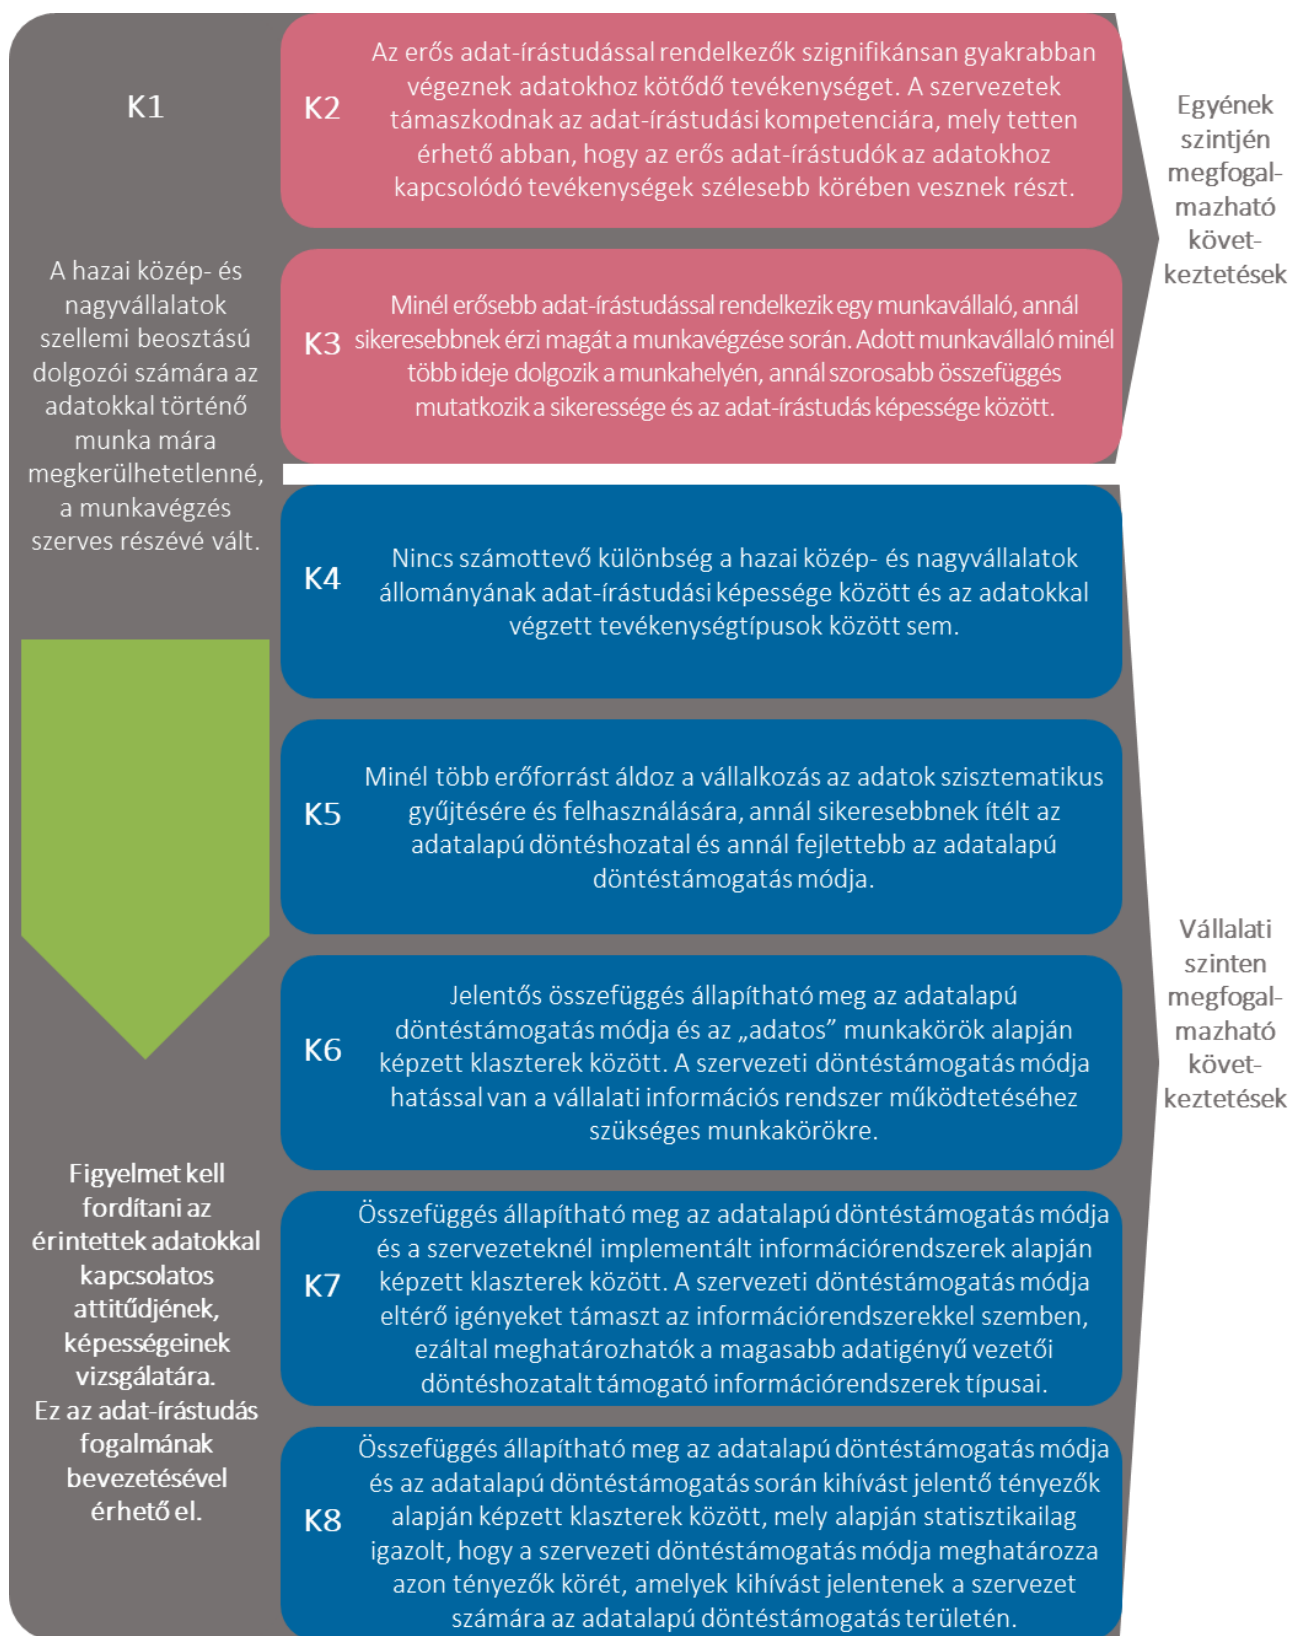 K1
A hazai közép- és
nagyvállalatok
szellemi beosztású
dolgozói számára az
adatokkal történő
munka mára
megkerülhetetlenné,
a munkavégzés
szerves részévé vált.
Figyelmet kell
fordítani az
érintettek adatokkal
kapcsolatos
attitűdjének,
képességeinek
vizsgálatára.
Ez az adat-írástudás
fogalmának
bevezetésével
érhető el.
K2
Az erős adat-írástudással rendelkezők szignifikánsan gyakrabban
végeznek adatokhoz kötődő tevékenységet. A szervezetek
támaszkodnak az adat-írástudási kompetenciára, mely tetten
érhető abban, hogy az erős adat-írástudók az adatokhoz
kapcsolódó tevékenységek szélesebb körében vesznek részt.
K3
Minél erősebb adat-írástudással rendelkezik egy munkavállaló, annál
sikeresebbnek érzi magát a munkavégzése során. Adott munkavállaló minél
több ideje dolgozik a munkahelyén, annál szorosabb összefüggés
mutatkozik a sikeressége és az adat-írástudás képessége között.
Egyének
szintjén
megfogal-
mazható
követ-
keztetések
K4
Nincs számottevő különbség a hazai közép- és nagyvállalatok
állományának adat-írástudási képessége között és az adatokkal
végzett tevékenységtípusok között sem.
K5
Minél több erőforrást áldoz a vállalkozás az adatok szisztematikus
gyűjtésére és felhasználására, annál sikeresebbnek ítélt az
adatalapú döntéshozatal és annál fejlettebb az adatalapú
döntéstámogatás módja.
K6
Jelentős összefüggés állapítható meg az adatalapú
döntéstámogatás módja és az „adatos” munkakörök alapján
képzett klaszterek között. A szervezeti döntéstámogatás módja
hatással van a vállalati információs rendszer működtetéséhez
szükséges munkakörökre.
K7
Összefüggés állapítható meg az adatalapú döntéstámogatás módja
és a szervezeteknél implementált információrendszerek alapján
képzett klaszterek között. A szervezeti döntéstámogatás módja
eltérő igényeket támaszt az információrendszerekkel szemben,
ezáltal meghatározhatók a magasabb adatigényű vezetői
döntéshozatalt támogató információrendszerek típusai.
K8
Összefüggés állapítható meg az adatalapú döntéstámogatás módja
és az adatalapú döntéstámogatás során kihívást jelentő tényezők
alapján képzett klaszterek között, mely alapján statisztikailag
igazolt, hogy a szervezeti döntéstámogatás módja meghatározza
azon tényezők körét, amelyek kihívást jelentenek a szervezet
számára az adatalapú döntéstámogatás területén.
Vállalati
szinten
megfogal-
mazható
követ-
keztetések